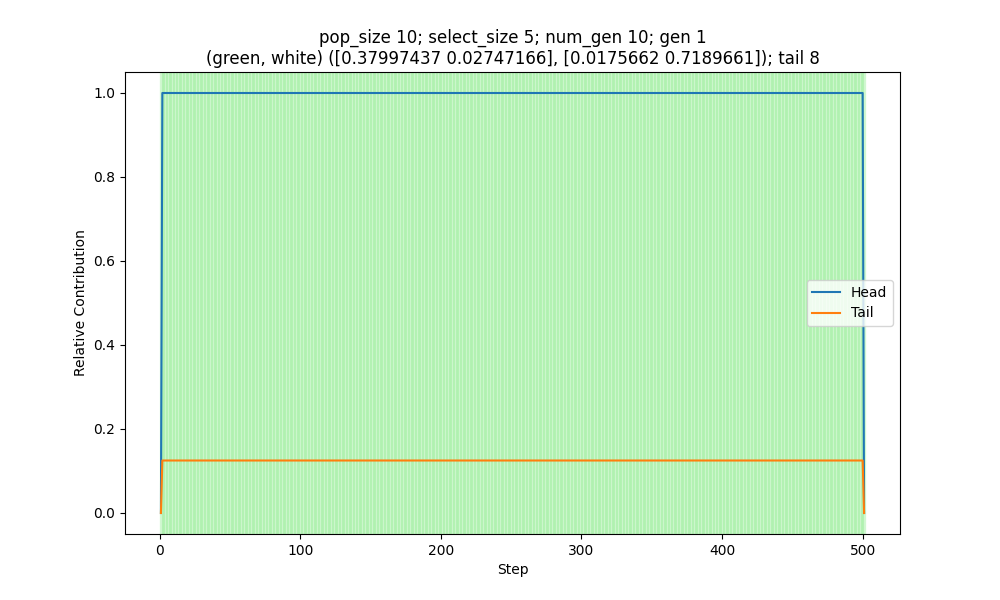 pop_size 10; select_size 5; num_gen 10; gen 1
(green, white) ([0.37997437 0.02747166], [0.0175662 0.7189661]); tail 8
1.0
0.8
0.6
0.4
0.2
0.0
Relative Contribution
Head
Tail
0 100 200 300 400 500
Step